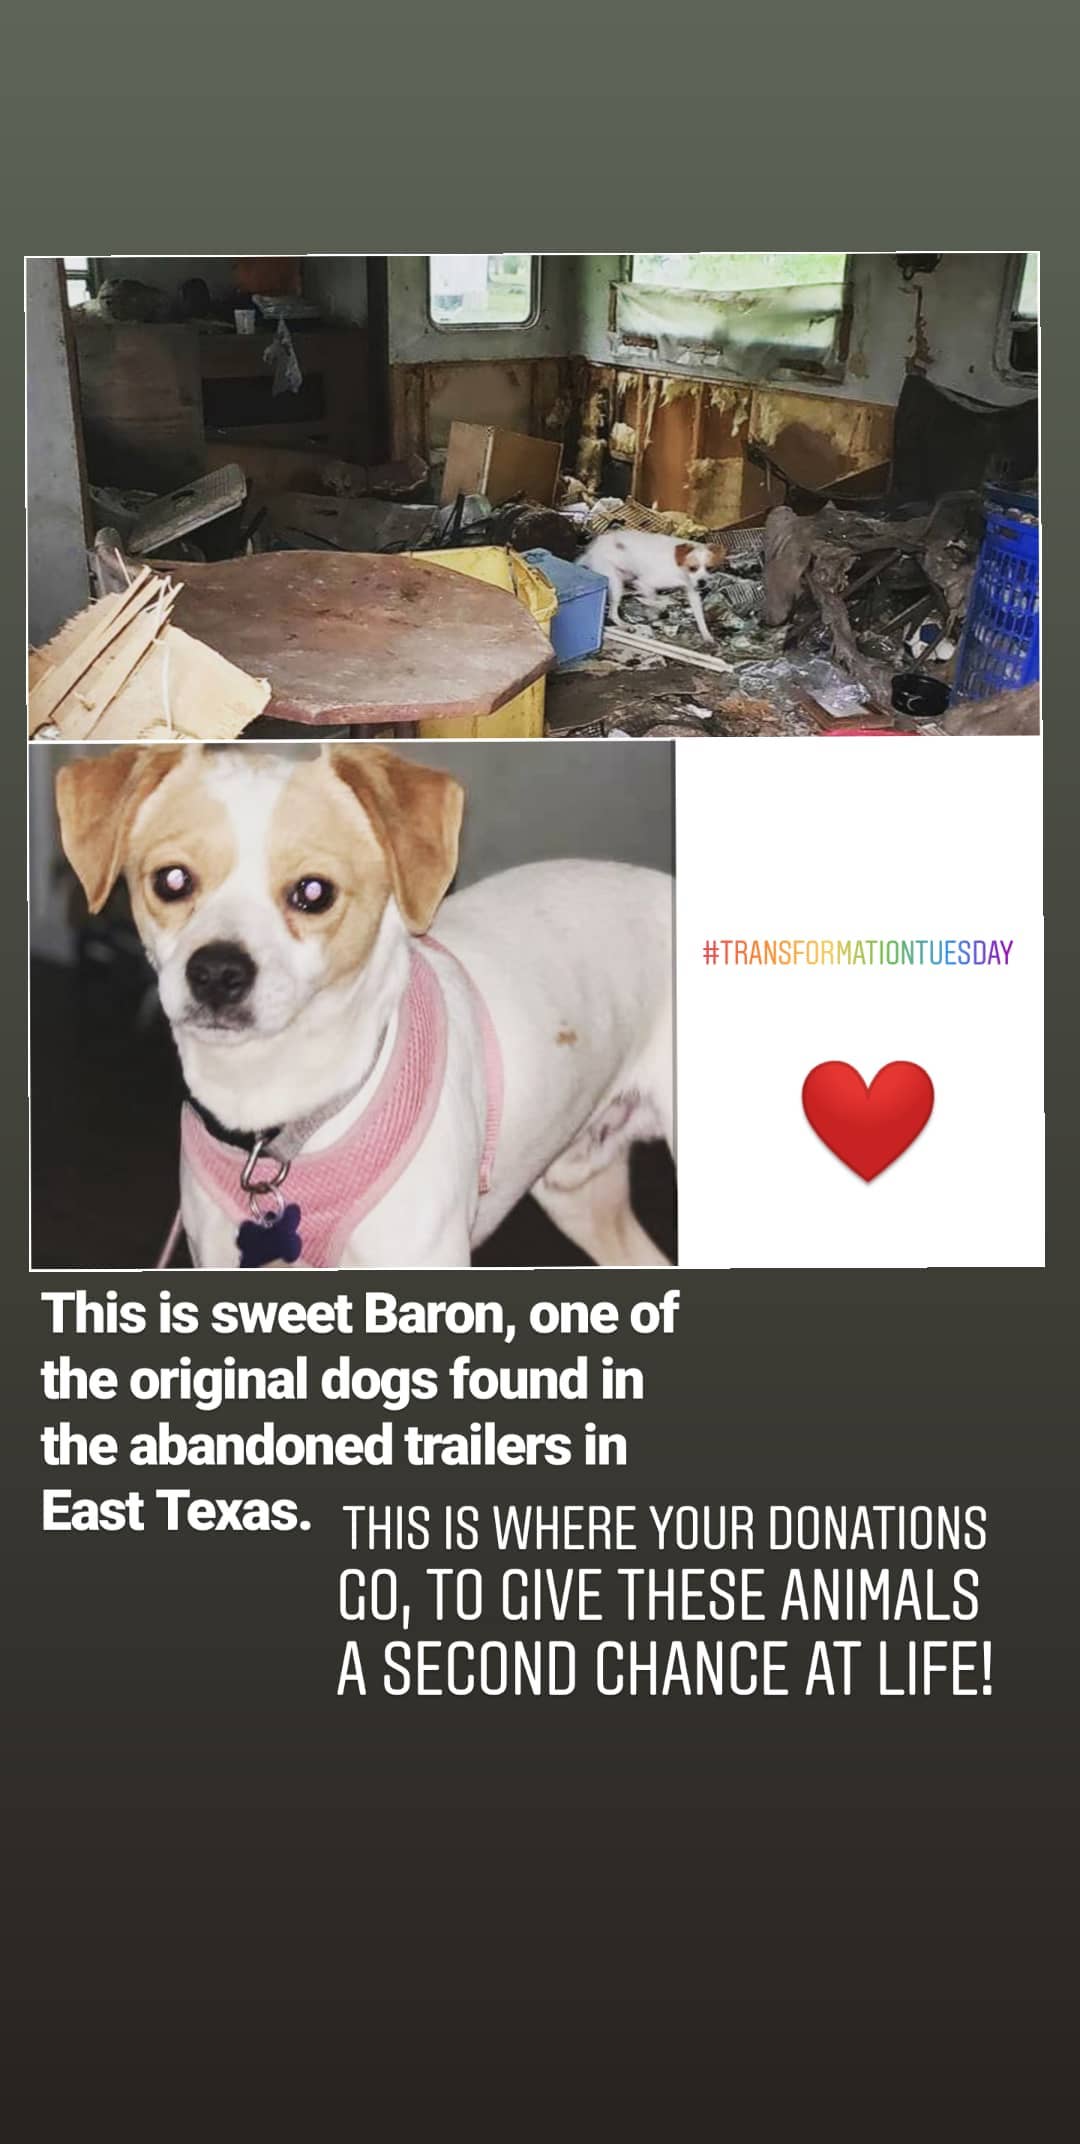 #TRANSFORMATIONTUESDAY
This is sweet Baron, one of
the original dogs found in
the abandoned trailers in
East Texas.
THIS IS WHERE YOUR DONATIONS
GO, TO GIVE THESE ANIMALS
A SECOND CHANCE AT LIFE!